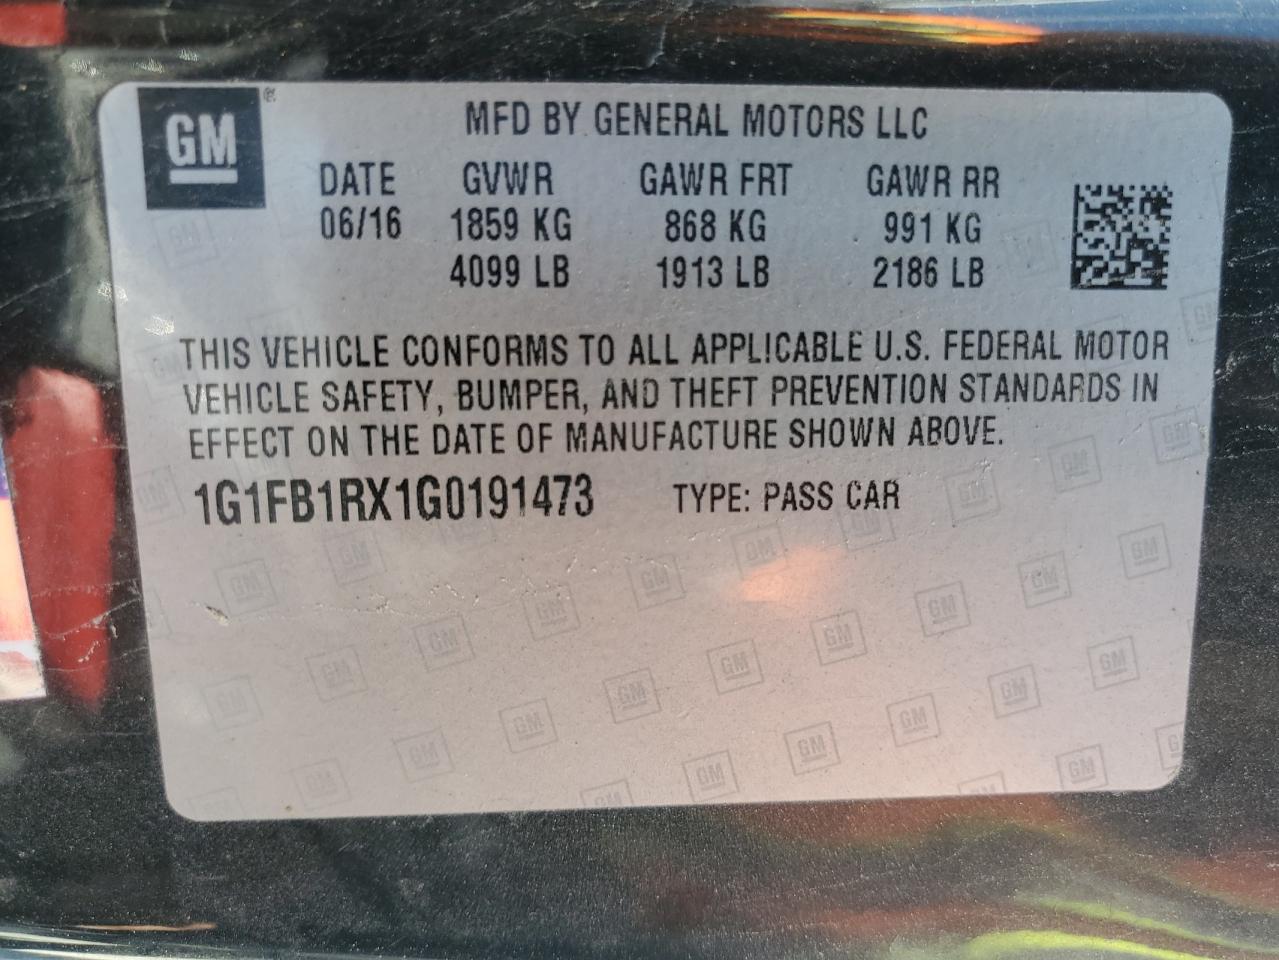 GM
MFD BY GENERAL MOTORS LLC
DATE GVWR GAWR FRT GAWR RR
06/16 1859 KG 868 KG 991 KG
4099 LB 1913 LB 2186 LB
THIS VEHICLE CONFORMS TO ALL APPLICABLE U.S. FEDERAL MOTOR
VEHICLE SAFETY, BUMPER, AND THEFT PREVENTION STANDARDS IN
EFFECT ON THE DATE OF MANUFACTURE SHOWN ABOVE.
1G1FB1RX1G0191473 TYPE: PASS CAR